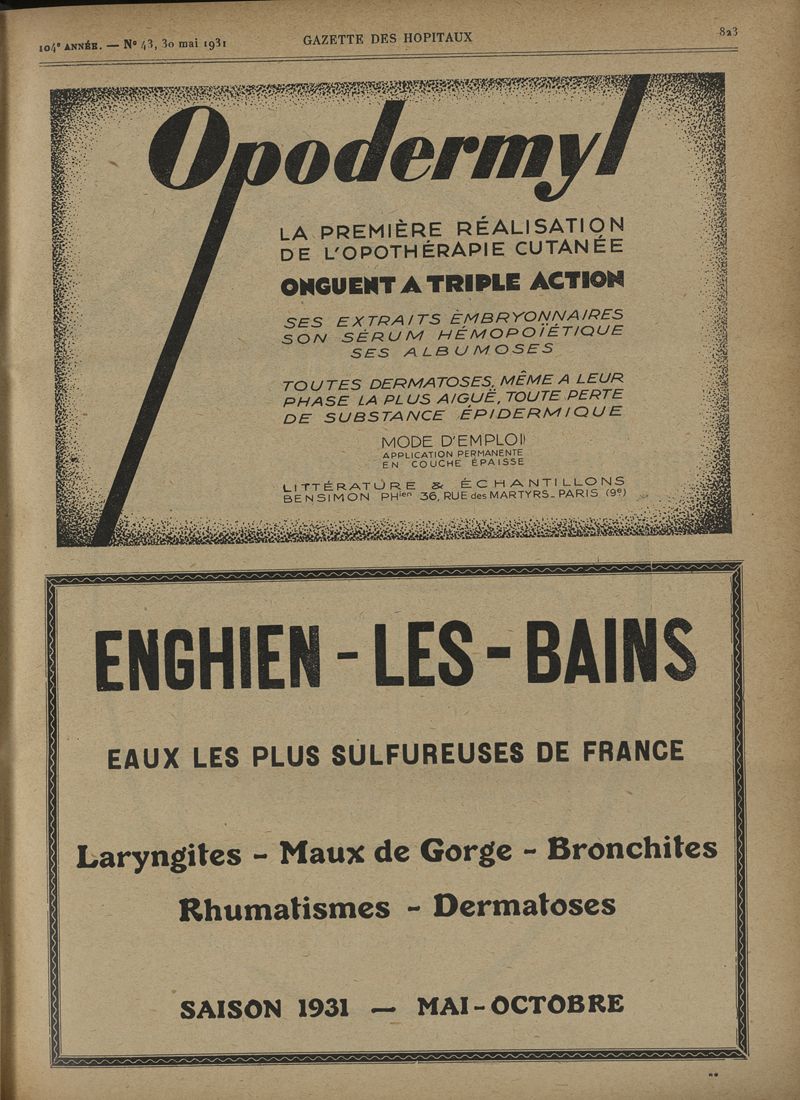 104e ANNÉE. — No 43, 30 mai 1931 GAZETTE DES HOPITAUX 823
Opodermyl
LA PREMIÈRE RÉALISATION
DE L'OPOTHÉRAPIE CUTANÉE
ONGUENT A TRIPLE ACTION
SES EXTRAITS EMBRYONNAIRES
SON SÉRUM HÉMOPOÏÉTIQUE
SES ALBUMOSES
TOUTES DERMATOSES, MÊME A LEUR
PHASE LA PLUS AIGUË, TOUTE PERTE
DE SUBSTANCE ÉPIDERMIQUE
MODE D'EMPLOI
APPLICATION PERMANENTE
EN COUCHE ÉPAISSE
LITTÉRATURE & ÉCHANTILLONS
BENSIMON PHien 36, RUE des MARTYRS_ PARIS (9e)
ENGHIEN - LES - BAINS
EAUX LES PLUS SULFUREUSES DE FRANCE
Laryngites - Maux de Gorge - Bronchites
Rhumatismes - Dermatoses
SAISON 1931 — MAI - OCTOBRE
**